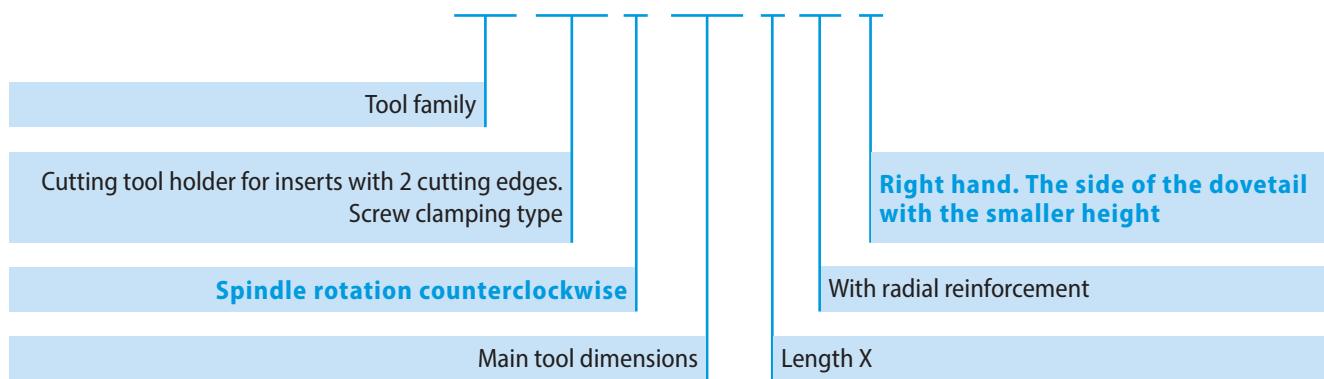 Tool family
Cutting tool holder for inserts with 2 cutting edges.
Screw clamping type
Right hand. The side of the dovetail
with the smaller height
Spindle rotation counterclockwise
With radial reinforcement
Main tool dimensions
Length X